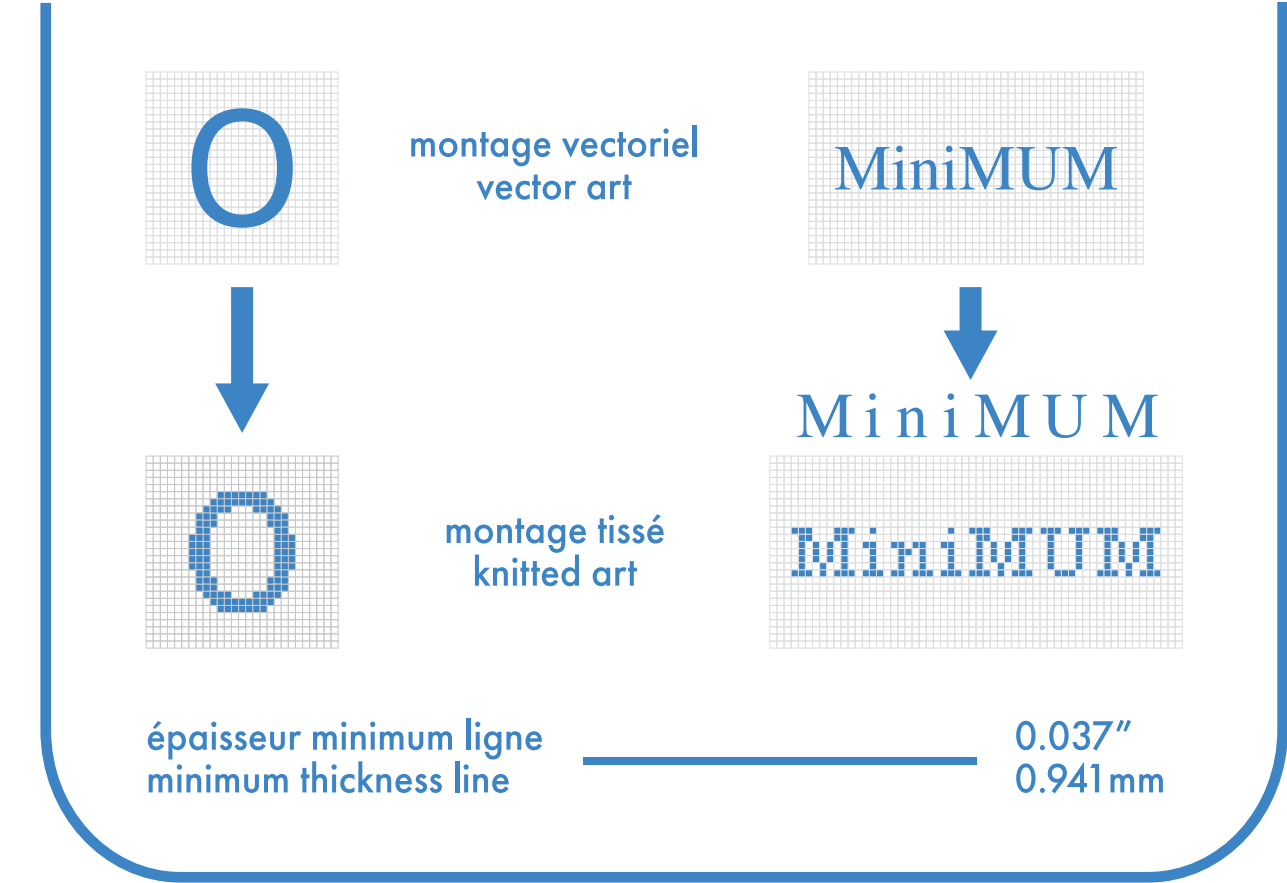 O
montage vectoriel
vector art
MiniMUM
MiniMUM
O
montage tissé
knitted art
MiniMUM
épaisseur minimum ligne
minimum thickness line
0.037″
0.941mm